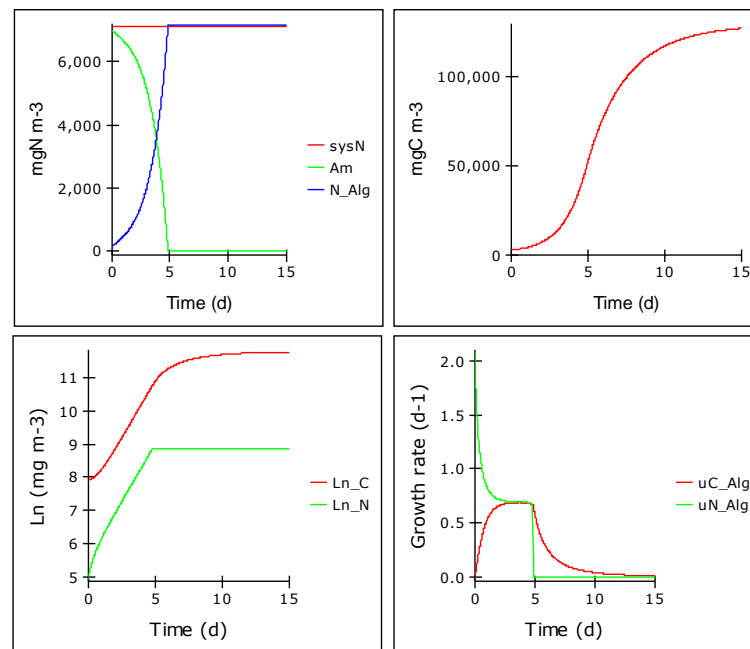 mgN m-3
6,000
4,000
2,000
0
0 5 10 15
Time (d)
sysN
Am
N_Alg
mgC m-3
100,000
50,000
0
0 5 10 15
Time (d)
Ln (mg m-3)
11
10
9
8
7
6
5
0 5 10 15
Time (d)
Ln_C
Ln_N
Growth rate (d-1)
2.0
1.5
1.0
0.5
0.0
0 5 10 15
Time (d)
uC_Alg
uN_Alg